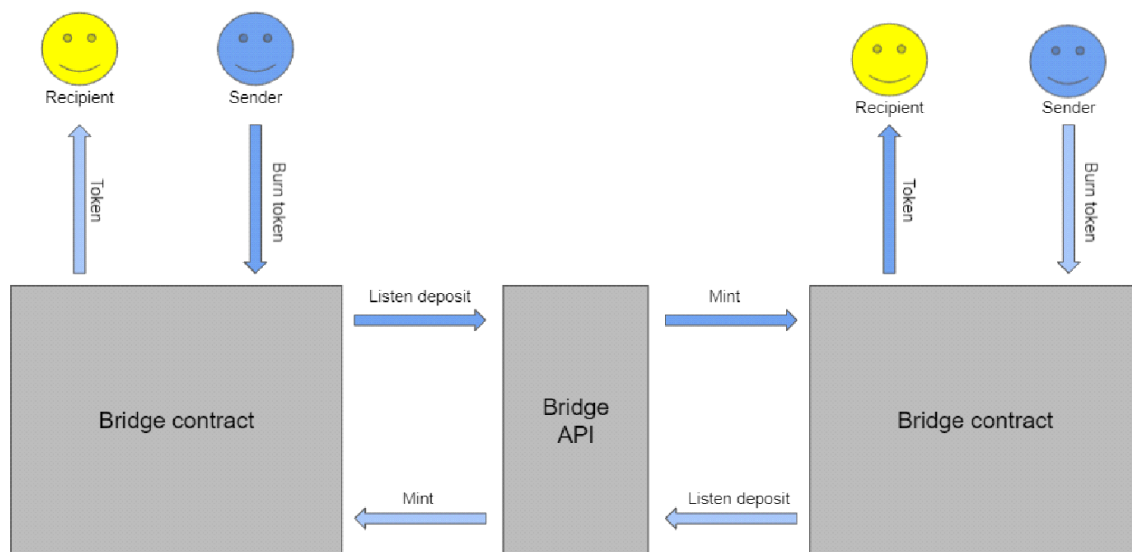 Recipient
Sender
Recipient
Sender
Token
Burn token
Token
Burn token
Listen deposit
Mint
Bridge contract
Bridge
API
Bridge contract
Mint
Listen deposit